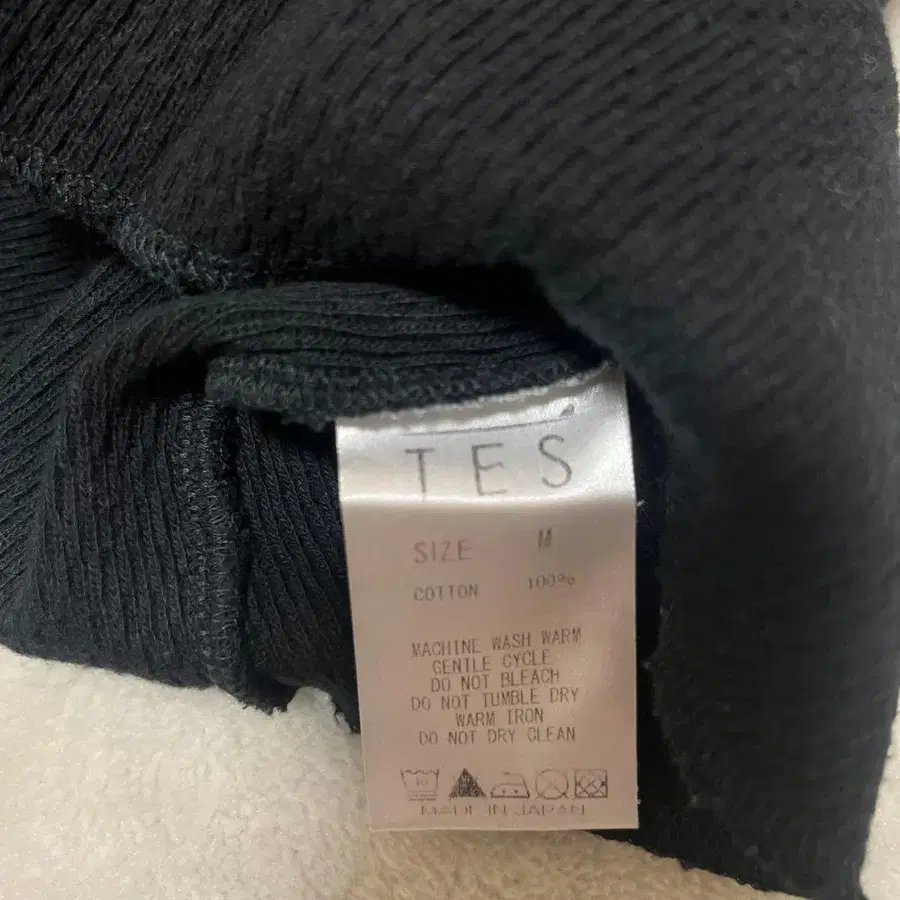 TES
SIZE M
COTTON 100%
MACHINE WASH WARM
GENTLE CYCLE
DO NOT BLEACH
DO NOT TUMBLE DRY
WARM IRON
DO NOT DRY CLEAN
MADE IN JAPAN